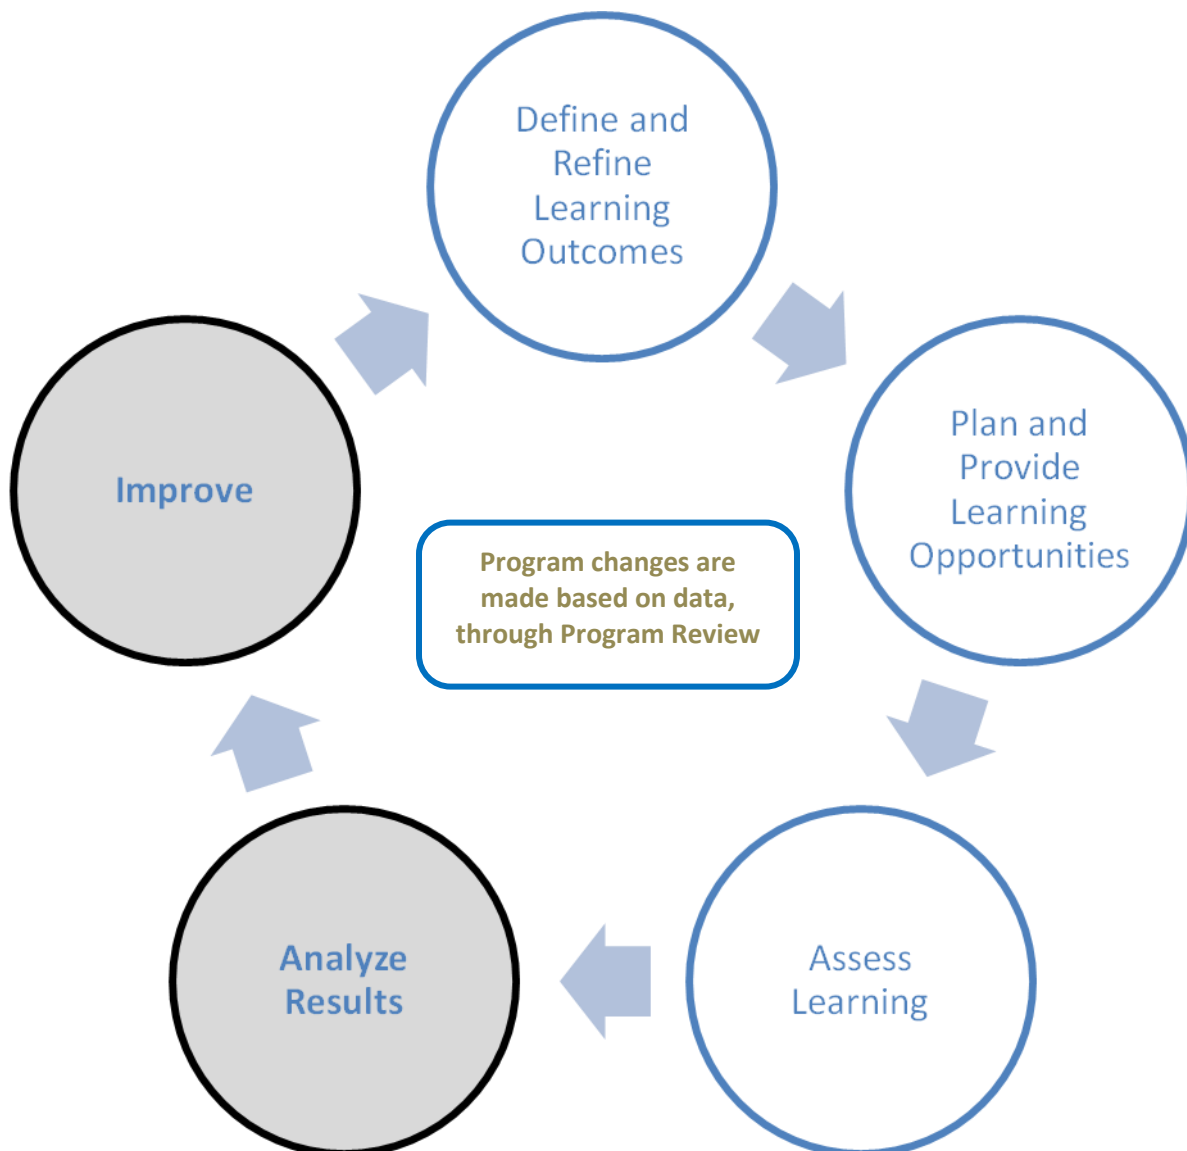 Define and
Refine
Learning
Outcomes
Plan and
Provide
Learning
Opportunities
Improve
Program changes are
made based on data,
through Program Review
Assess
Learning
Analyze
Results